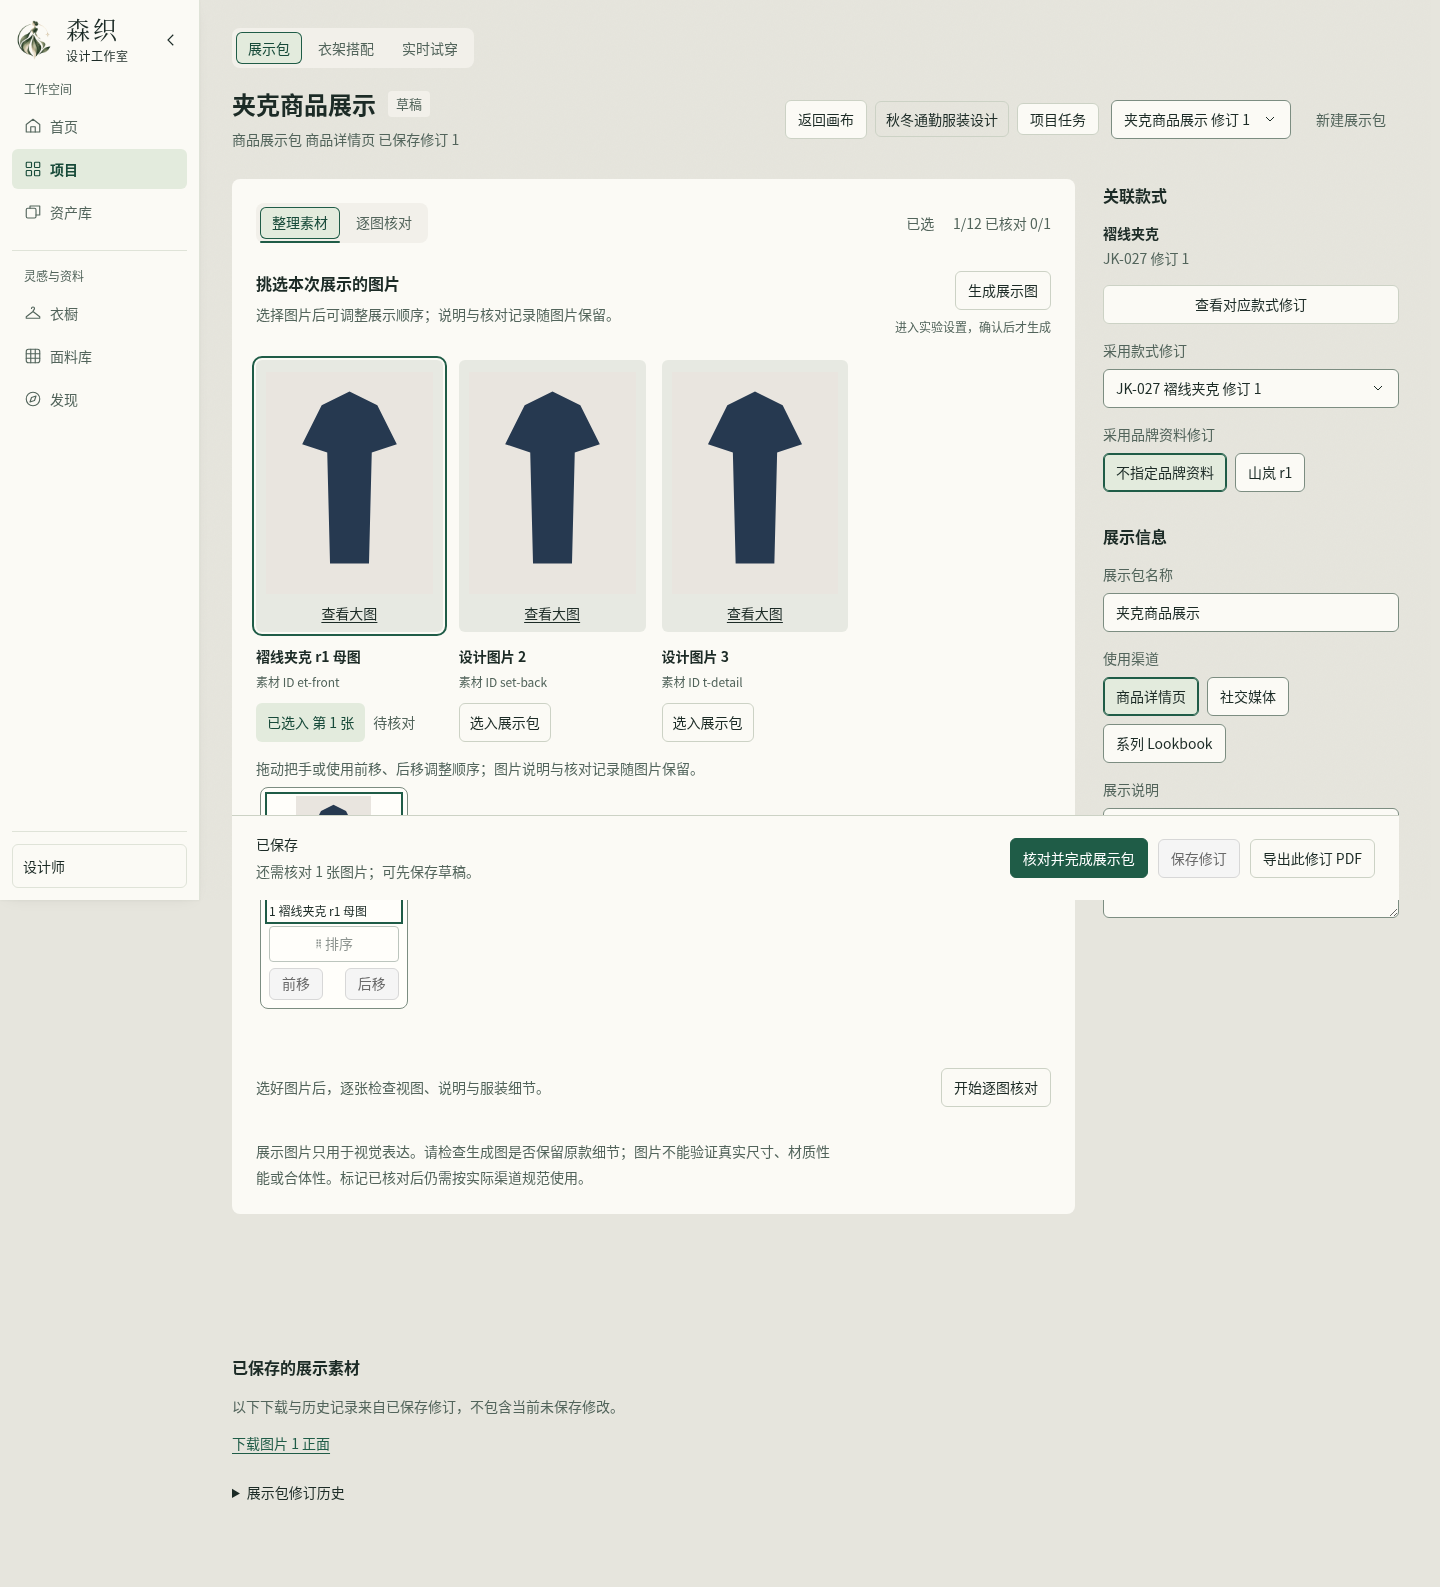 森织
设计工作室
工作空间
首页
项目
资产库
灵感与资料
衣橱
面料库
发现
设计师
展示包 衣架搭配 实时试穿
夹克商品展示 草稿
商品展示包 商品详情页 已保存修订 1
返回画布 秋冬通勤服装设计 项目任务 夹克商品展示 修订 1 新建展示包
整理素材 逐图核对
已选 1/12 已核对 0/1
挑选本次展示的图片
选择图片后可调整展示顺序；说明与核对记录随图片保留。
生成展示图
进入实验设置，确认后才生成
查看大图 查看大图 查看大图
褶线夹克 r1 母图 设计图片 2 设计图片 3
素材 ID et-front 素材 ID set-back 素材 ID t-detail
已选入 第 1 张 待核对 选入展示包 选入展示包
拖动把手或使用前移、后移调整顺序；图片说明与核对记录随图片保留。
已保存
还需核对 1 张图片；可先保存草稿。
核对并完成展示包 保存修订 导出此修订 PDF
1 褶线夹克 r1 母图
⠿ 排序
前移 后移
选好图片后，逐张检查视图、说明与服装细节。
开始逐图核对
展示图片只用于视觉表达。请检查生成图是否保留原款细节；图片不能验证真实尺寸、材质性
能或合体性。标记已核对后仍需按实际渠道规范使用。
关联款式
褶线夹克
JK-027 修订 1
查看对应款式修订
采用款式修订
JK-027 褶线夹克 修订 1
采用品牌资料修订
不指定品牌资料 山岚 r1
展示信息
展示包名称
夹克商品展示
使用渠道
商品详情页 社交媒体
系列 Lookbook
展示说明
已保存的展示素材
以下下载与历史记录来自已保存修订，不包含当前未保存修改。
下载图片 1 正面
▶ 展示包修订历史